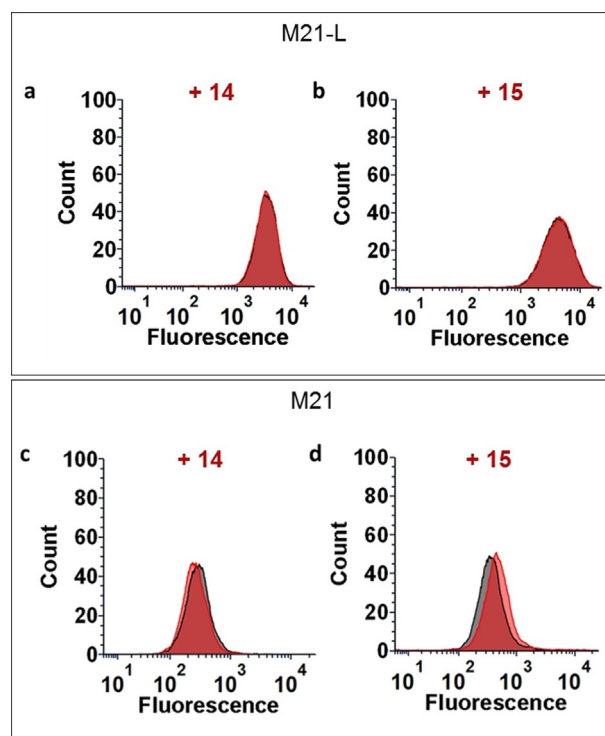 M21-L
a + 14 b + 15
100 100
80 80
60 60
40 40
20 20
0 0
Count Count
10¹ 10² 10³ 10⁴ 10¹ 10² 10³ 10⁴
Fluorescence Fluorescence
M21
c + 14 d + 15
100 100
80 80
60 60
40 40
20 20
0 0
Count Count
10¹ 10² 10³ 10⁴ 10¹ 10² 10³ 10⁴
Fluorescence Fluorescence